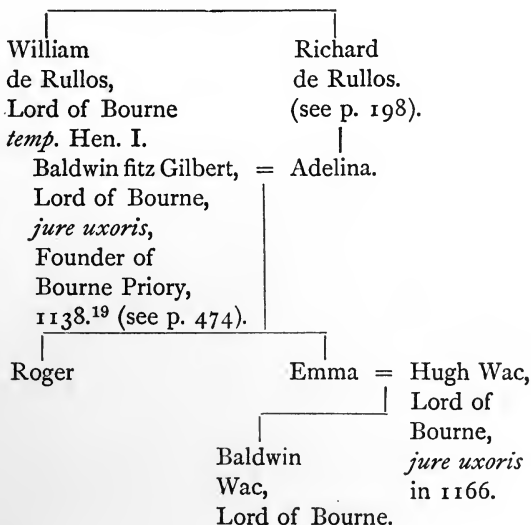 William
de Rullos,
Lord of Bourne
temp. Hen. I.
Richard
de Rullos.
(see p. 198).
Baldwin fitz Gilbert, = Adelina.
Lord of Bourne,
jure uxoris,
Founder of
Bourne Priory,
1138.19 (see p. 474).
Roger
Emma = Hugh Wac,
Lord of
Bourne,
jure uxoris
in 1166.
Baldwin
Wac,
Lord of Bourne.